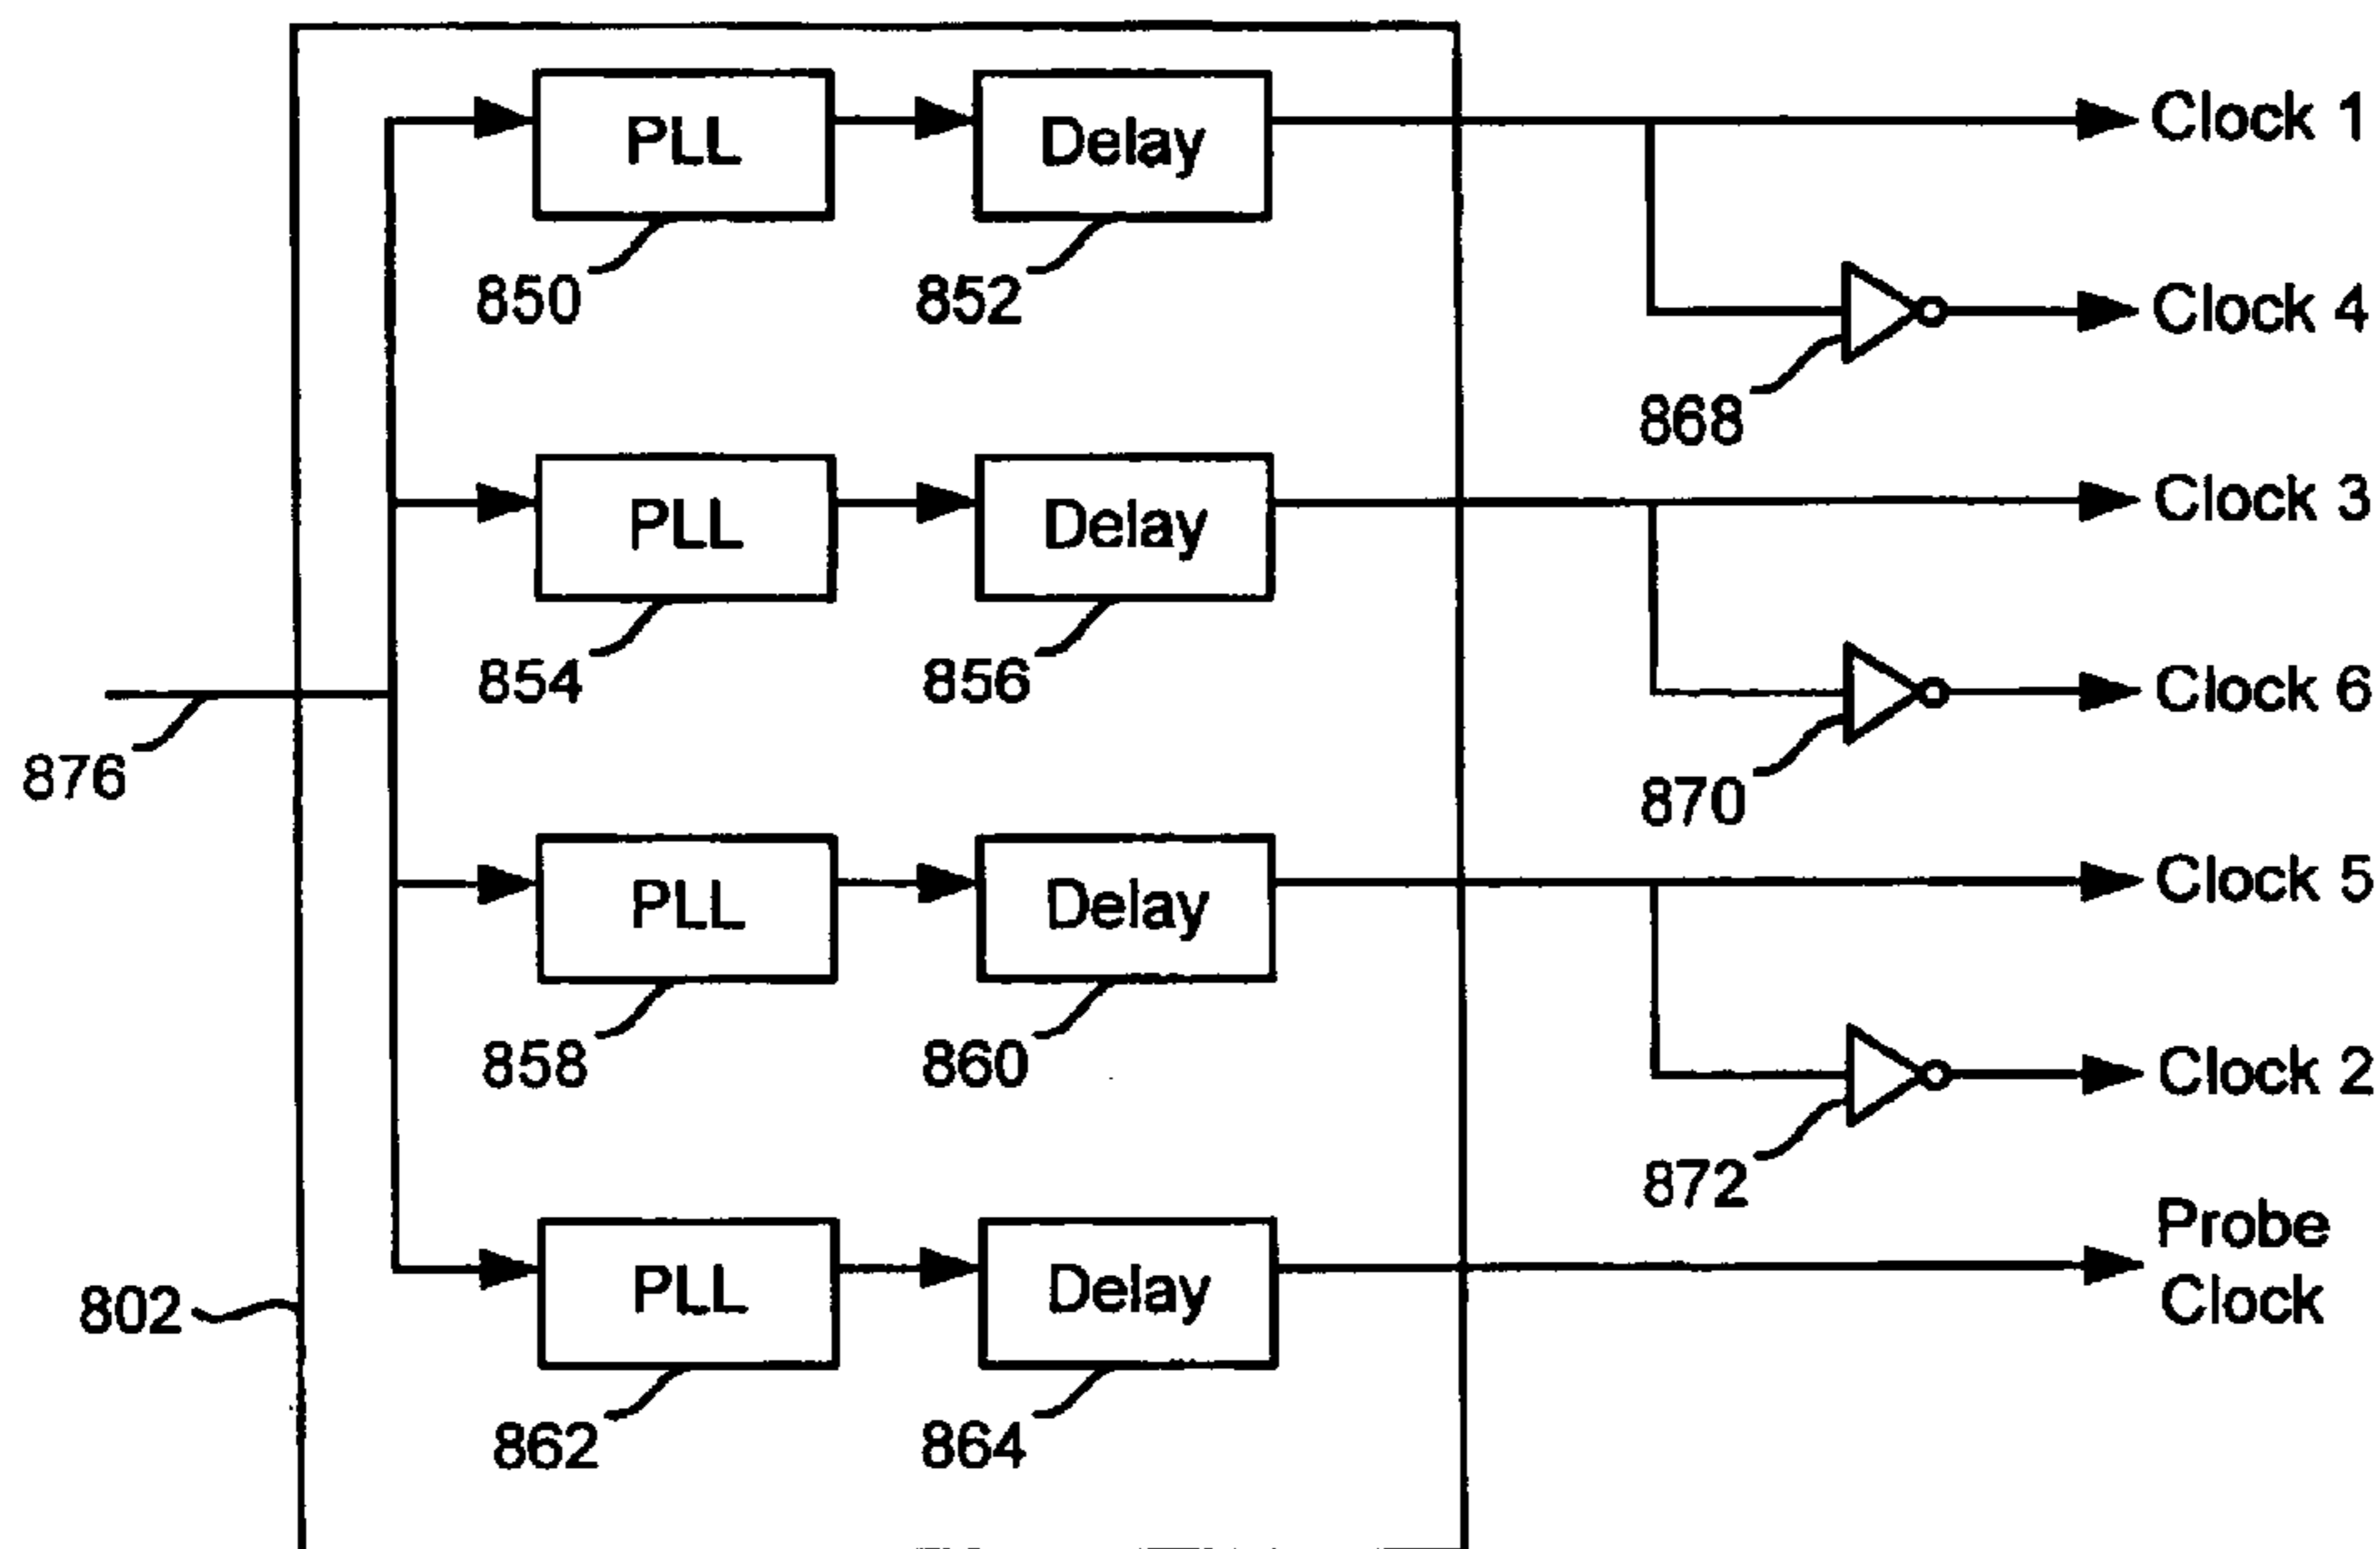 PLL Delay Clock 1
850 852 Clock 4
868
PLL Delay Clock 3
854 856 Clock 6
876 870
PLL Delay Clock 5
858 860 Clock 2
872
Probe
Clock
PLL Delay
802
862 864